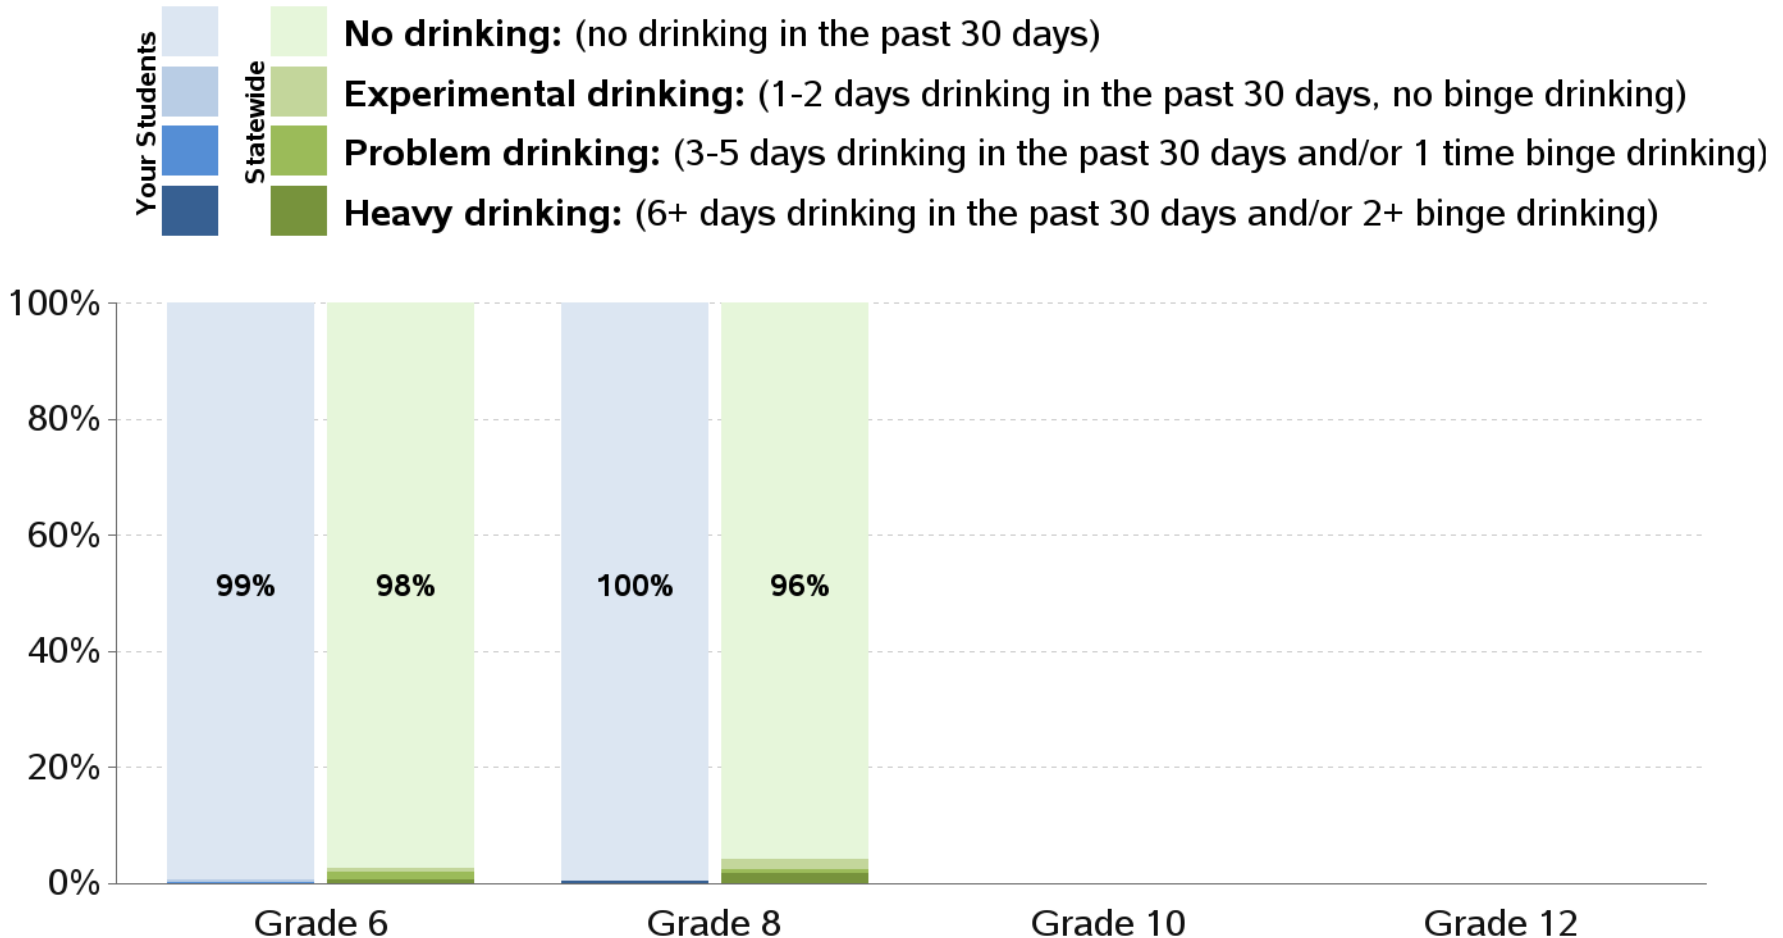 Your Students
Statewide
No drinking: (no drinking in the past 30 days)
Experimental drinking: (1-2 days drinking in the past 30 days, no binge drinking)
Problem drinking: (3-5 days drinking in the past 30 days and/or 1 time binge drinking)
Heavy drinking: (6+ days drinking in the past 30 days and/or 2+ binge drinking)
100%
80%
60%
99% 98% 100% 96%
40%
20%
0%
Grade 6 Grade 8 Grade 10 Grade 12